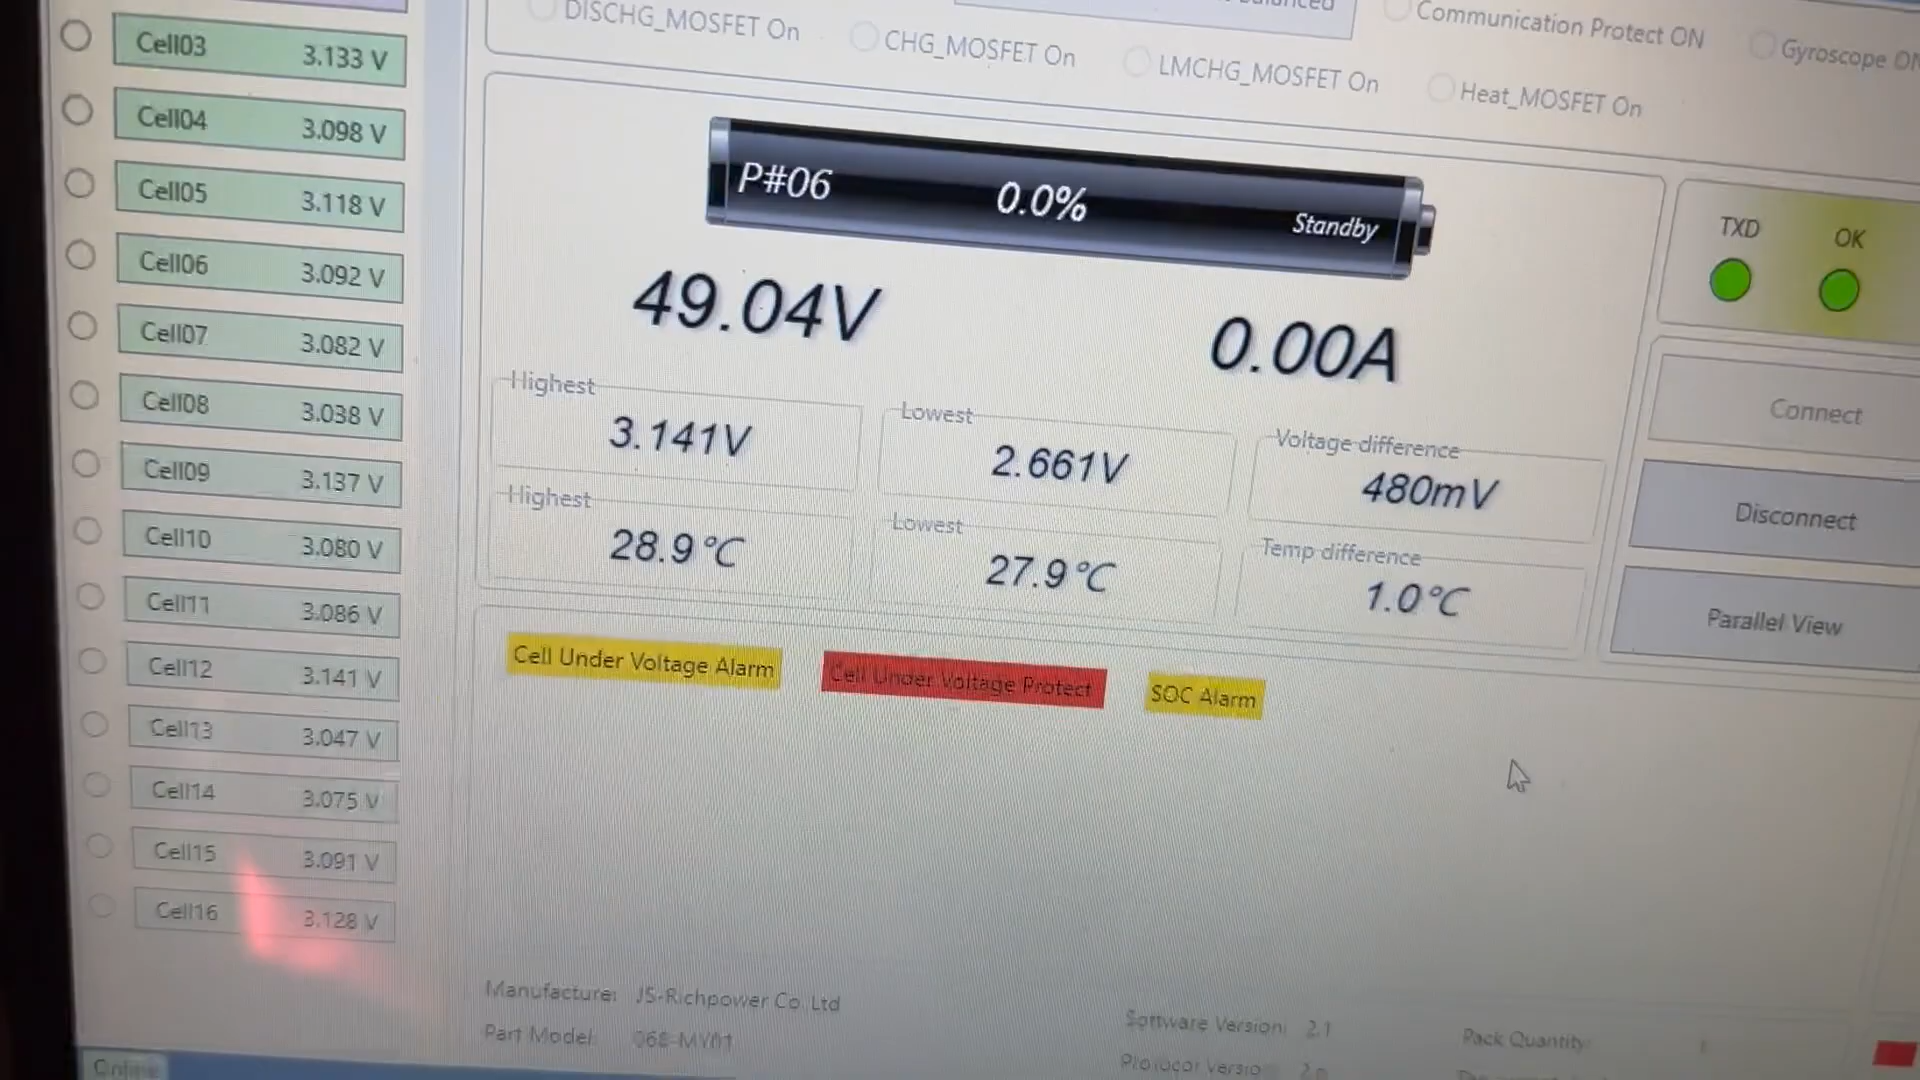 DISCHG_MOSFET On
CHG_MOSFET On
LMCHG_MOSFET On
Communication Protect ON
Heat_MOSFET On
Gyroscope
Cell03 3.133 V
Cell04 3.098 V
Cell05 3.118 V
Cell06 3.092 V
Cell07 3.082 V
Cell08 3.038 V
Cell09 3.137 V
Cell10 3.080 V
Cell11 3.086 V
Cell12 3.141 V
Cell13 3.047 V
Cell14 3.075 V
Cell15 3.091 V
Cell16 3.128 V
P#06 0.0% Standby
49.04V 0.00A
Highest
3.141V
Lowest
2.661V
Voltage difference
480mV
Highest
28.9℃
Lowest
27.9℃
Temp difference
1.0℃
TXD OK
Connect
Disconnect
Parallel View
Cell Under Voltage Alarm
Cell Under Voltage Protect
SOC Alarm
Manufacturer JS-Richpower Co. Ltd
Part Model:
Software Version: 2.1
Pack Quantity:
Online